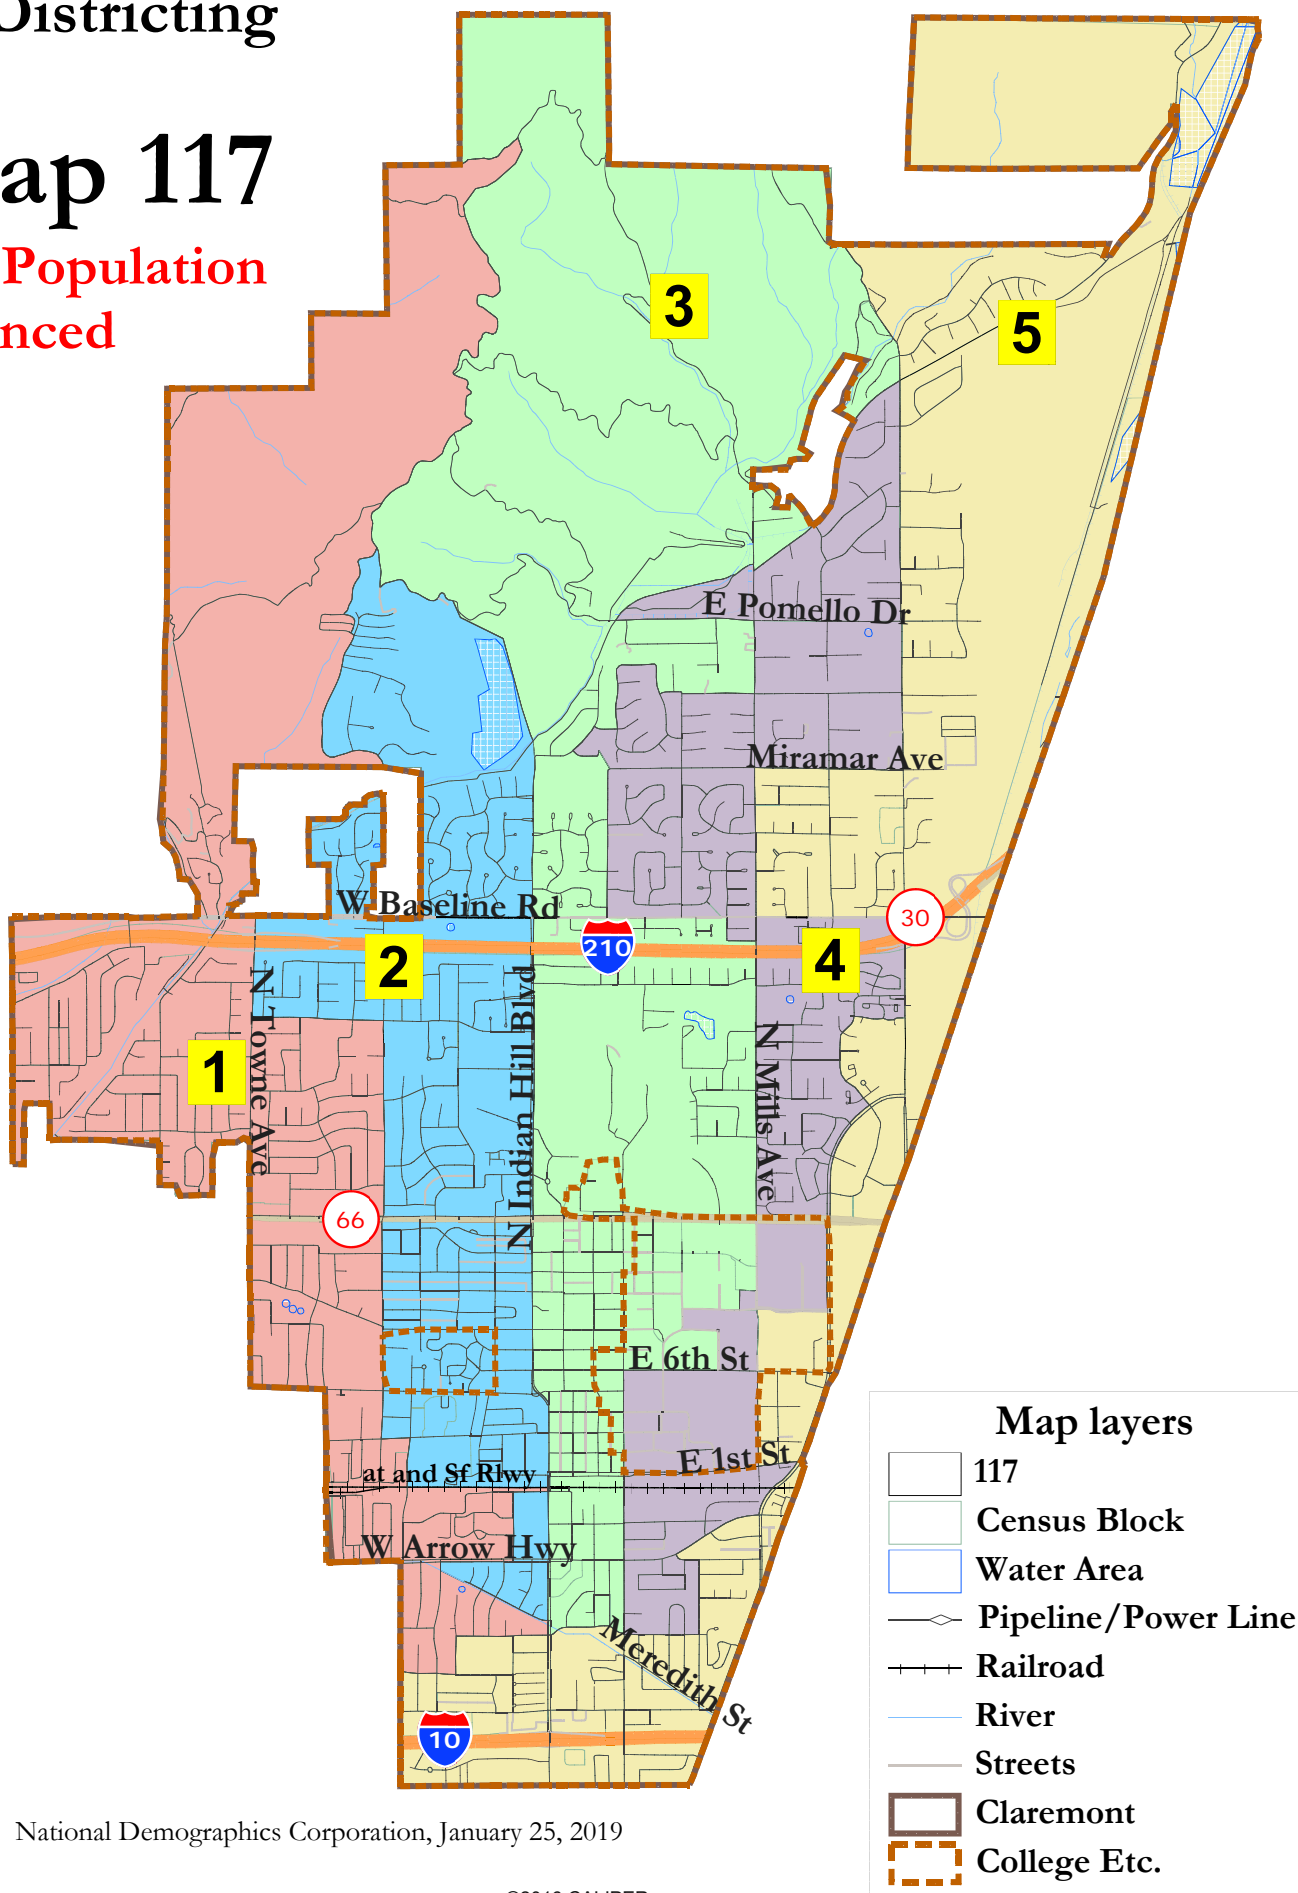 Districting
ap 117
Population
nced
3
5
E Pomello Dr
Miramar Ave
W Baseline Rd
30
210
2
4
N Towne Ave
N Indian Hill Blvd
N Mills Ave
1
66
E 6th St
E 1st St
at and Sf Rlwy
W Arrow Hwy
Meredith St
10
Map layers
117
Census Block
Water Area
Pipeline/Power Line
Railroad
River
Streets
Claremont
College Etc.
National Demographics Corporation, January 25, 2019